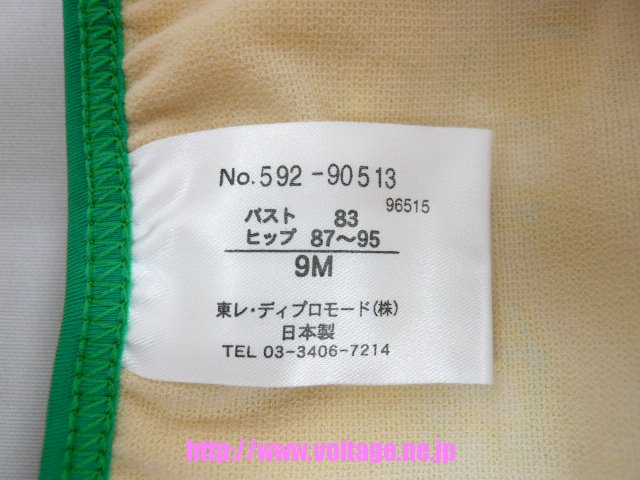 No.592-90513
96515
バスト 83
ヒップ 87～95
9M
東レ・ディプロモード(株)
日本製
TEL 03-3406-7214
http://www.voltage.ne.jp